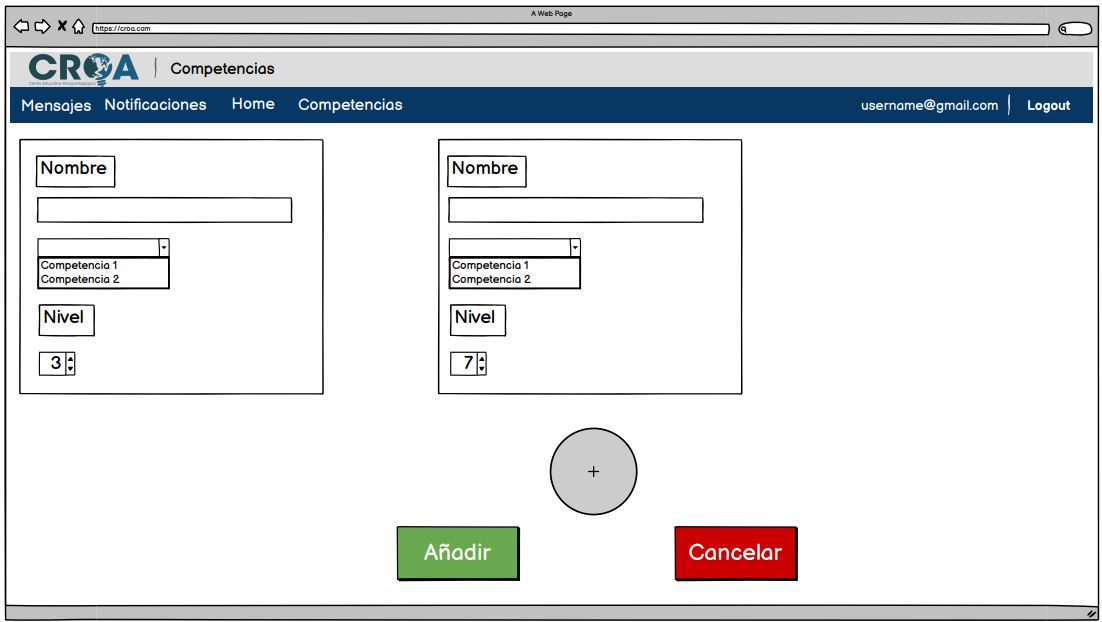 A Web Page
https://croa.com
CROA
Centro Educativo Psicopedagógico
Competencias
Mensajes Notificaciones Home Competencias username@gmail.com Logout
Nombre
Competencia 1
Competencia 2
Nivel
3
Nombre
Competencia 1
Competencia 2
Nivel
7
+
Añadir
Cancelar